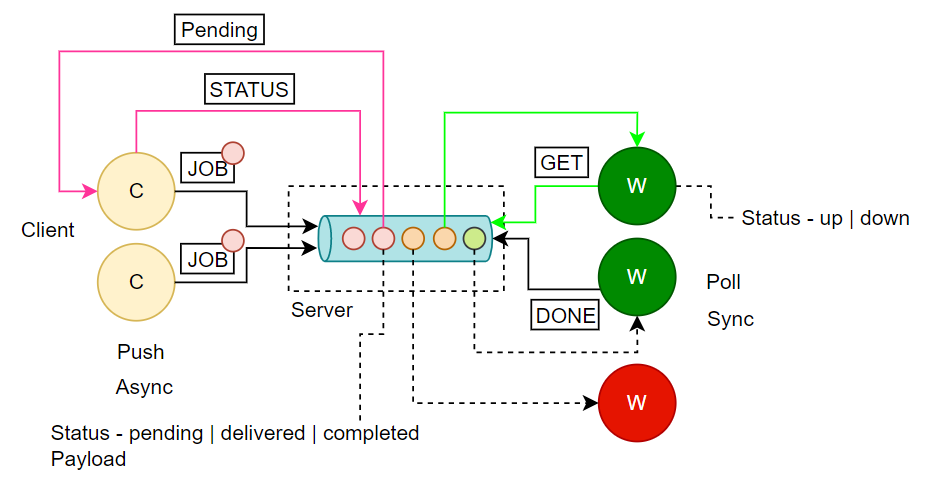 Pending
STATUS
JOB
C
Client
JOB
C
Push
Async
Server
GET
W
Status - up | down
W
DONE
Poll
Sync
W
Status - pending | delivered | completed
Payload